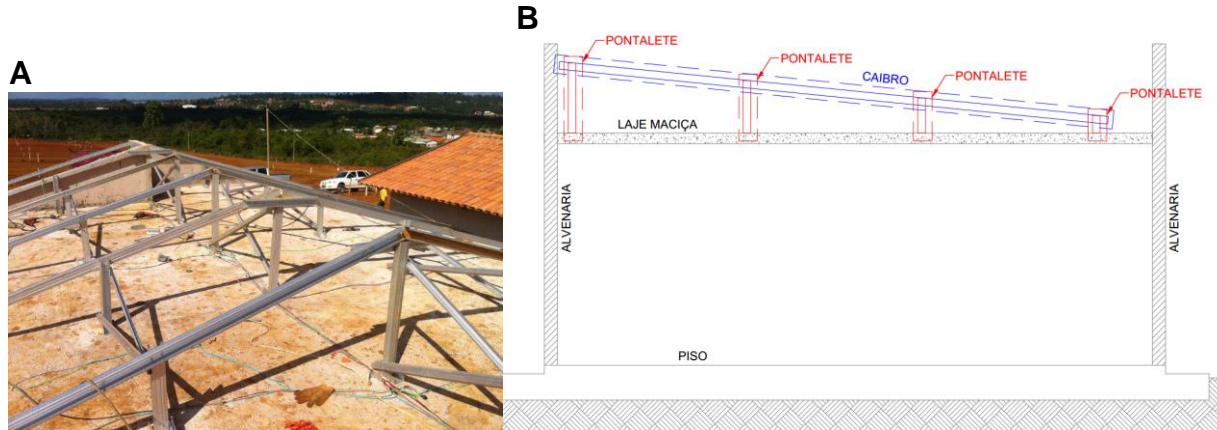 A
B
PONTALETE
PONTALETE
CAIBRO
PONTALETE
PONTALETE
LAJE MACIÇA
ALVENARIA
ALVENARIA
PISO